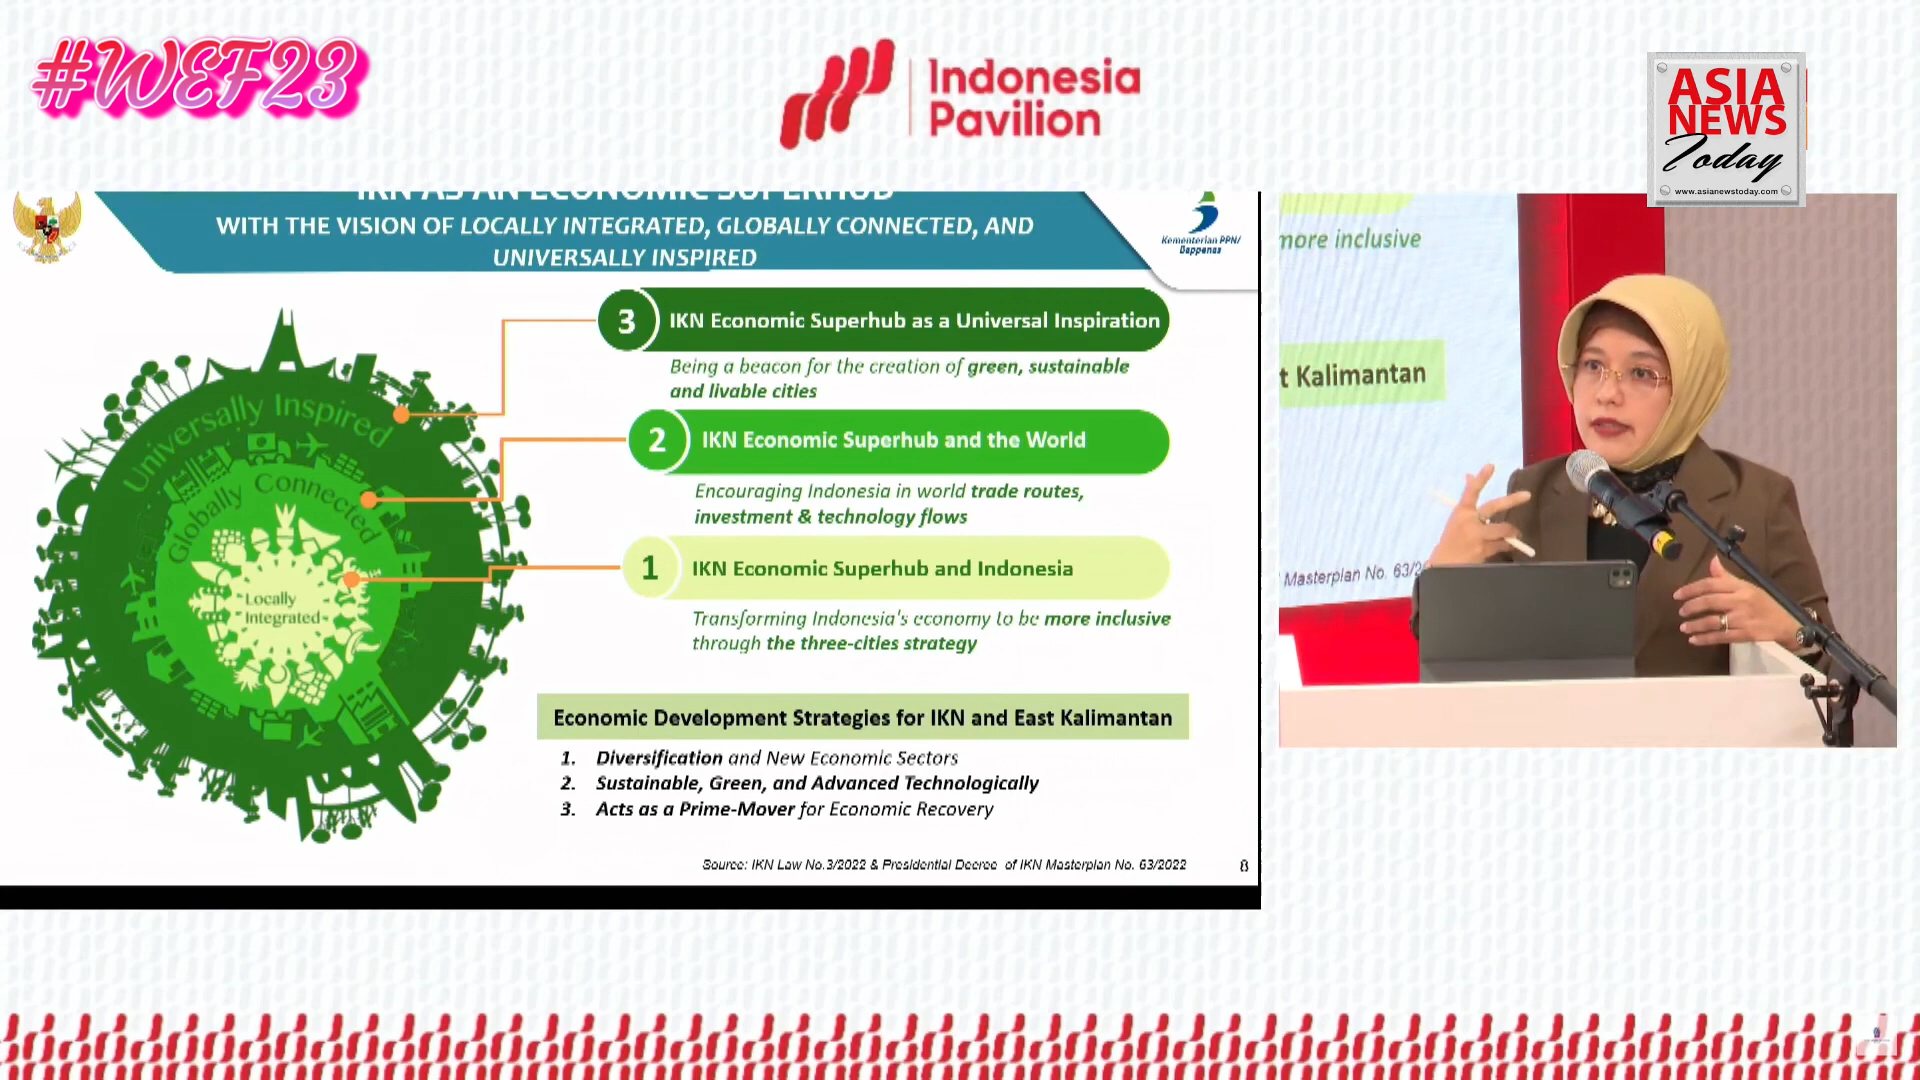 #WEF23
Indonesia
Pavilion
ASIA
NEWS
Today
www.asianewstoday.com
IKN AS AN ECONOMIC SUPERHUB
WITH THE VISION OF LOCALLY INTEGRATED, GLOBALLY CONNECTED, AND
UNIVERSALLY INSPIRED
Kementerian PPN/
Bappenas
Universally Inspired
Globally Connected
Locally
Integrated
3
IKN Economic Superhub as a Universal Inspiration
Being a beacon for the creation of green, sustainable
and livable cities
2
IKN Economic Superhub and the World
Encouraging Indonesia in world trade routes,
investment & technology flows
1
IKN Economic Superhub and Indonesia
Transforming Indonesia's economy to be more inclusive
through the three-cities strategy
Economic Development Strategies for IKN and East Kalimantan
1. Diversification and New Economic Sectors
2. Sustainable, Green, and Advanced Technologically
3. Acts as a Prime-Mover for Economic Recovery
Source: IKN Law No.3/2022 & Presidential Decree of IKN Masterplan No. 63/2022
8
more inclusive
t Kalimantan
Masterplan No. 63/2